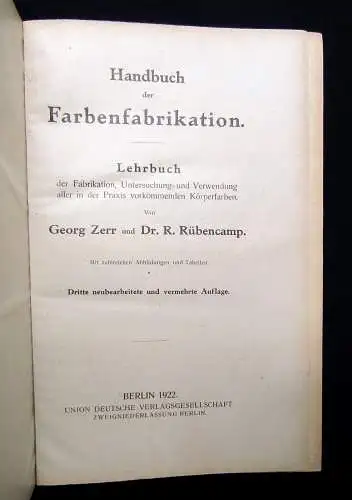 Handbuch
der
Farbenfabrikation.
Lehrbuch
der Fabrikation, Untersuchung und Verwendung
aller in der Praxis vorkommenden Körperfarben.
Von
Georg Zerr und Dr. R. Rübencamp.
Mit zahlreichen Abbildungen und Tabellen.
Dritte neubearbeitete und vermehrte Auflage.
BERLIN 1922.
UNION DEUTSCHE VERLAGSGESELLSCHAFT
ZWEIGNIEDERLASSUNG BERLIN.